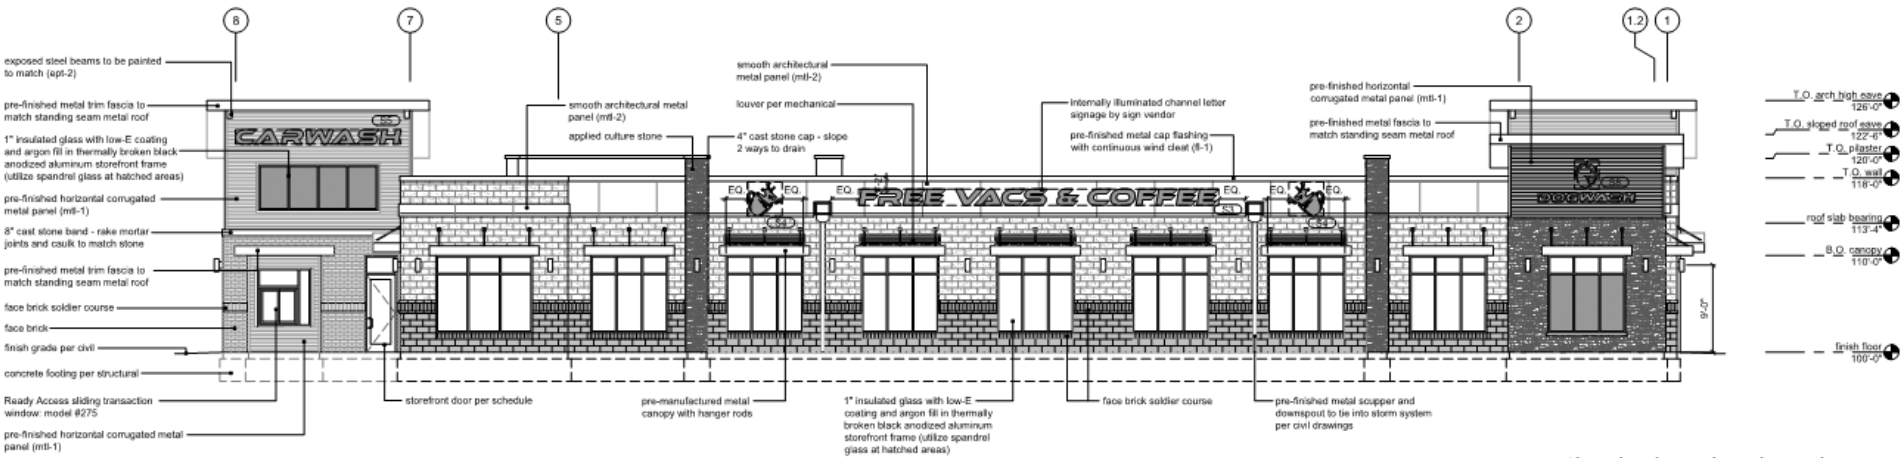 8
7
5
2
1.2
1
exposed steel beams to be painted
to match (ept-2)
pre-finished metal trim fascia to
match standing seam metal roof
1" insulated glass with low-E coating
and argon fill in thermally broken black
anodized aluminum storefront frame
(utilize spandrel glass at hatched areas)
pre-finished horizontal corrugated
metal panel (mtl-1)
8" cast stone band - rake mortar
joints and caulk to match stone
pre-finished metal trim fascia to
match standing seam metal roof
face brick soldier course
face brick
finish grade per civil
concrete footing per structural
Ready Access sliding transaction
window: model #275
pre-finished horizontal corrugated metal
panel (mtl-1)
S5
CARWASH
smooth architectural metal
panel (mtl-2)
applied culture stone
storefront door per schedule
smooth architectural
metal panel (mtl-2)
louver per mechanical
4" cast stone cap - slope
2 ways to drain
internally illuminated channel letter
signage by sign vendor
pre-finished metal cap flashing
with continuous wind cleat (fl-1)
EQ.
EQ.
EQ.
FREE VACS & COFFEE
EQ.
EQ.
EQ.
S4
S3
S4
pre-manufactured metal
canopy with hanger rods
1" insulated glass with low-E
coating and argon fill in thermally
broken black anodized aluminum
storefront frame (utilize spandrel
glass at hatched areas)
face brick soldier course
pre-finished metal scupper and
downspout to tie into storm system
per civil drawings
pre-finished horizontal
corrugated metal panel (mtl-1)
pre-finished metal fascia to
match standing seam metal roof
DOGWASH
9'-0"
T.O. arch high eave
126'-0"
T.O. sloped roof eave
122'-6"
T.O. pilaster
120'-0"
T.O. wall
118'-0"
roof slab bearing
113'-4"
B.O. canopy
110'-0"
finish floor
100'-0"